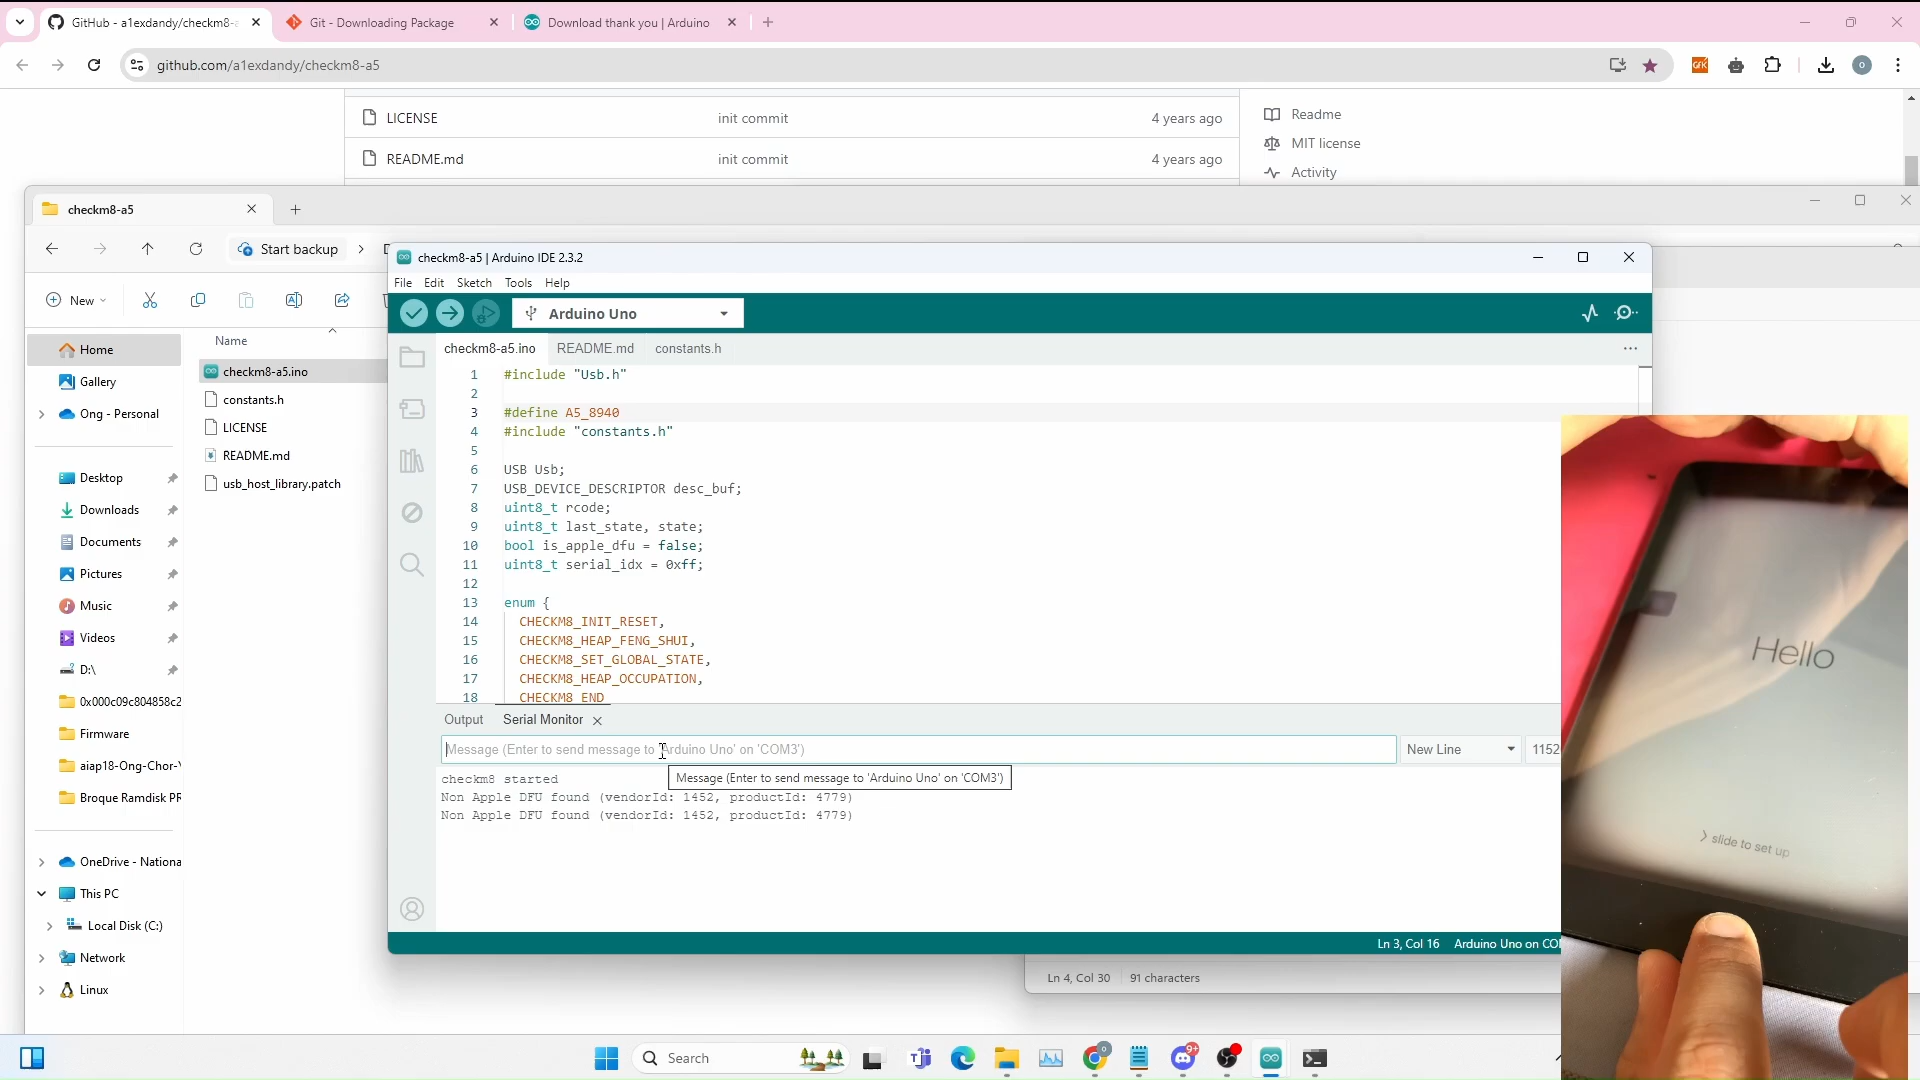 GitHub - a1exdandy/checkm8-
Git - Downloading Package
Download thank you | Arduino
github.com/a1exdandy/checkm8-a5
GfK
O
LICENSE
init commit
4 years ago
README.md
init commit
4 years ago
Readme
MIT license
Activity
checkm8-a5
Start backup
New
Home
Gallery
Ong - Personal
Desktop
Downloads
Documents
Pictures
Music
Videos
D:\
0x000c09c804858c2
Firmware
aiap18-Ong-Chor-Y
Broque Ramdisk PR
OneDrive - Nationa
This PC
Local Disk (C:)
Network
Linux
Name
checkm8-a5.ino
constants.h
LICENSE
README.md
usb_host_library.patch
checkm8-a5 | Arduino IDE 2.3.2
File Edit Sketch Tools Help
Arduino Uno
checkm8-a5.ino README.md constants.h
1 #include "Usb.h"
2
3 #define A5_8940
4 #include "constants.h"
5
6 USB Usb;
7 USB_DEVICE_DESCRIPTOR desc_buf;
8 uint8_t rcode;
9 uint8_t last_state, state;
10 bool is_apple_dfu = false;
11 uint8_t serial_idx = 0xff;
12
13 enum {
14 CHECKM8_INIT_RESET,
15 CHECKM8_HEAP_FENG_SHUI,
16 CHECKM8_SET_GLOBAL_STATE,
17 CHECKM8_HEAP_OCCUPATION,
18 CHECKM8_END
Output Serial Monitor
Message (Enter to send message to 'Arduino Uno' on 'COM3')
New Line
1152
checkm8 started
Message (Enter to send message to 'Arduino Uno' on 'COM3')
Non Apple DFU found (vendorId: 1452, productId: 4779)
Non Apple DFU found (vendorId: 1452, productId: 4779)
Ln 3, Col 16 Arduino Uno on CO
Ln 4, Col 30
91 characters
Hello
slide to set up
Search
9+